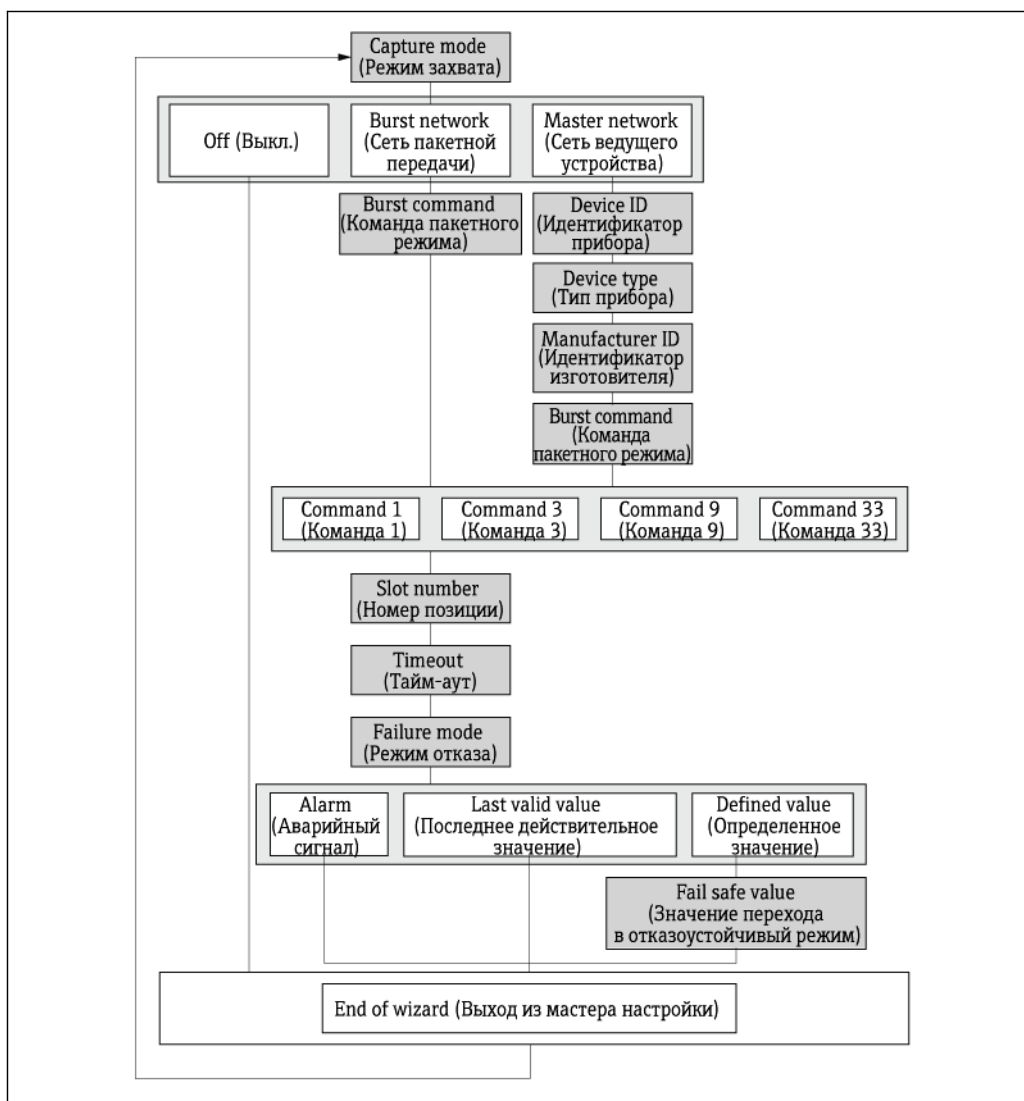 Capture mode
(Режим захвата)
Off (Выкл.)
Burst network
(Сеть пакетной
передачи)
Master network
(Сеть ведущего
устройства)
Burst command
(Команда пакетного
режима)
Device ID
(Идентификатор
прибора)
Device type
(Тип прибора)
Manufacturer ID
(Идентификатор
изготовителя)
Burst command
(Команда
пакетного режима)
Command 1
(Команда 1)
Command 3
(Команда 3)
Command 9
(Команда 9)
Command 33
(Команда 33)
Slot number
(Номер позиции)
Timeout
(Тайм-аут)
Failure mode
(Режим отказа)
Alarm
(Аварийный
сигнал)
Last valid value
(Последнее действительное
значение)
Defined value
(Определенное
значение)
Fail safe value
(Значение перехода
в отказоустойчивый режим)
End of wizard (Выход из мастера настройки)